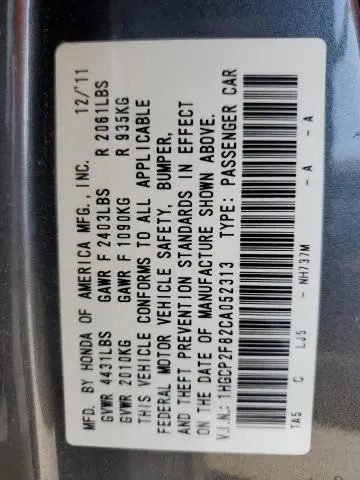 MFD. BY HONDA OF AMERICA MFG., INC. 12/'11
GVWR 4431LBS GAWR F 2403LBS R 2061LBS
GVWR 2010KG GAWR F 1090KG R 935KG
THIS VEHICLE CONFORMS TO ALL APPLICABLE
FEDERAL MOTOR VEHICLE SAFETY, BUMPER,
AND THEFT PREVENTION STANDARDS IN EFFECT
ON THE DATE OF MANUFACTURE SHOWN ABOVE.
V.I.N.: 1HGCP2F82CA052313 TYPE: PASSENGER CAR
TA5 C LJ5 - NH737M - A - A